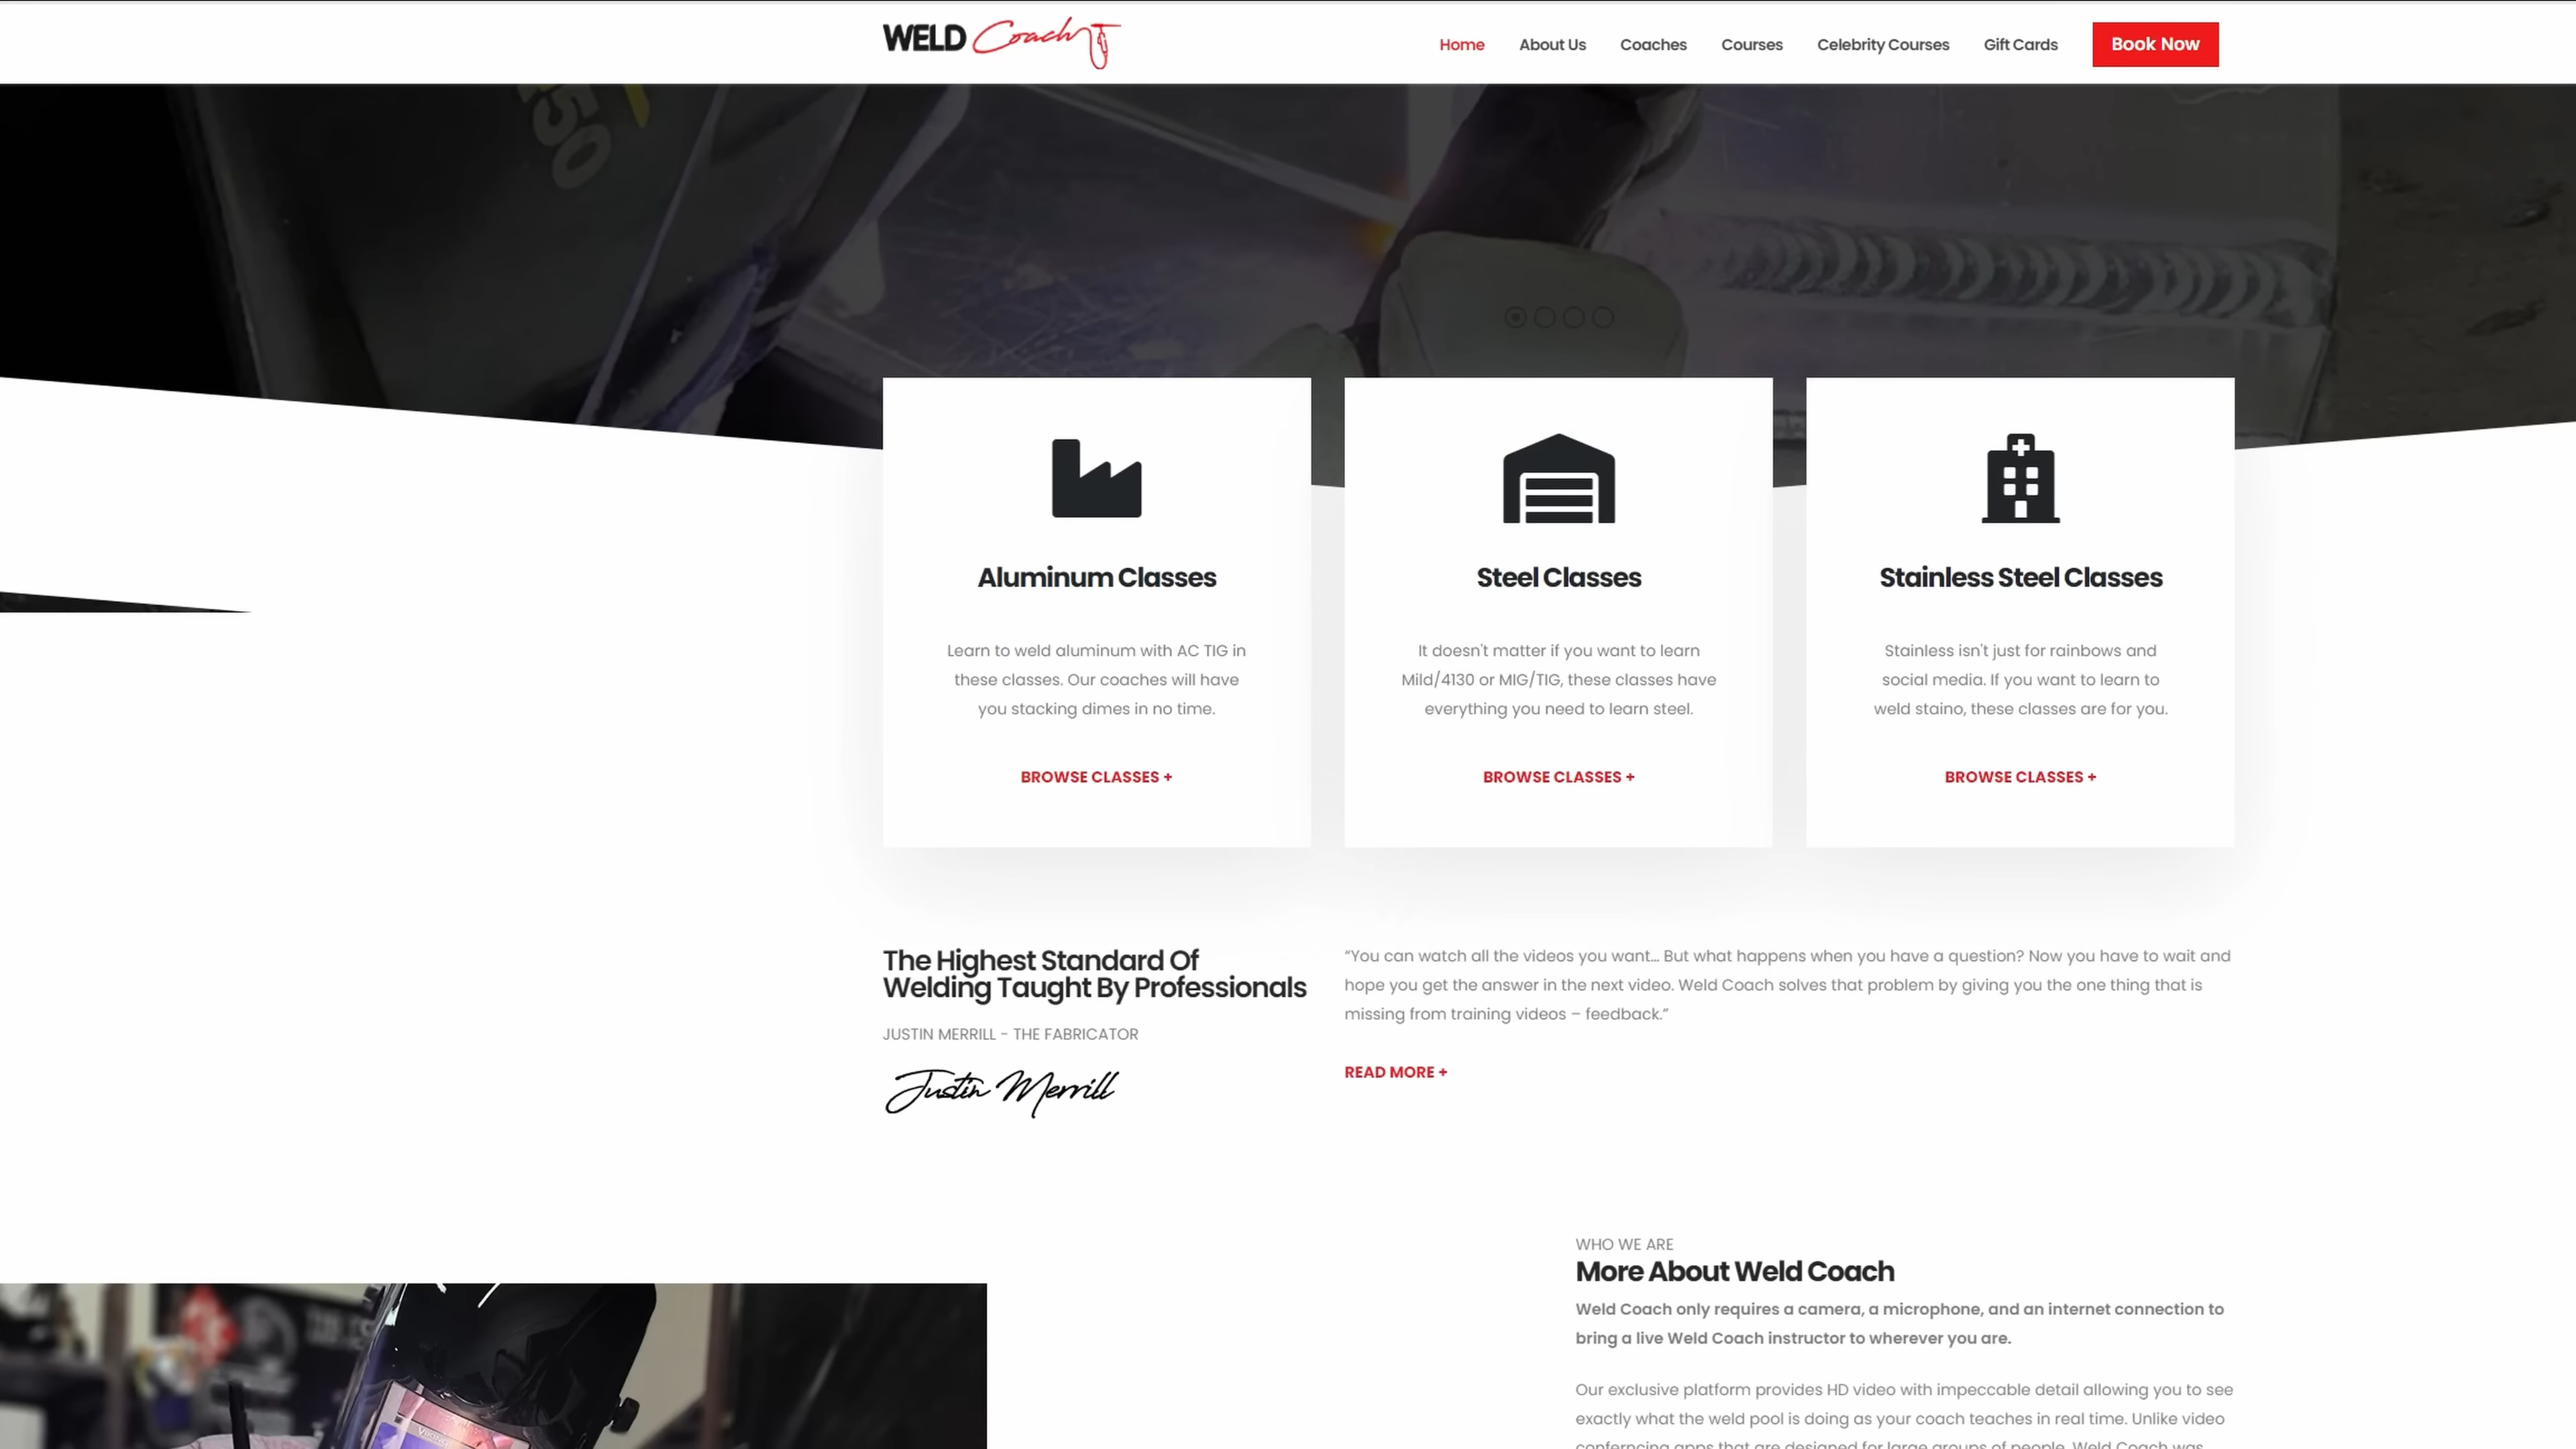 WELD Coach
Home About Us Coaches Courses Celebrity Courses Gift Cards Book Now
50
Aluminum Classes
Learn to weld aluminum with AC TIG in
these classes. Our coaches will have
you stacking dimes in no time.
BROWSE CLASSES +
Steel Classes
It doesn't matter if you want to learn
Mild/4130 or MIG/TIG, these classes have
everything you need to learn steel.
BROWSE CLASSES +
Stainless Steel Classes
Stainless isn't just for rainbows and
social media. If you want to learn to
weld staino, these classes are for you.
BROWSE CLASSES +
The Highest Standard Of
Welding Taught By Professionals
JUSTIN MERRILL - THE FABRICATOR
Justin Merrill
“You can watch all the videos you want… But what happens when you have a question? Now you have to wait and
hope you get the answer in the next video. Weld Coach solves that problem by giving you the one thing that is
missing from training videos – feedback.”
READ MORE +
WHO WE ARE
More About Weld Coach
Weld Coach only requires a camera, a microphone, and an internet connection to
bring a live Weld Coach instructor to wherever you are.
Our exclusive platform provides HD video with impeccable detail allowing you to see
exactly what the weld pool is doing as your coach teaches in real time. Unlike video
conferncing apps that are designed for large groups of people, Weld Coach was